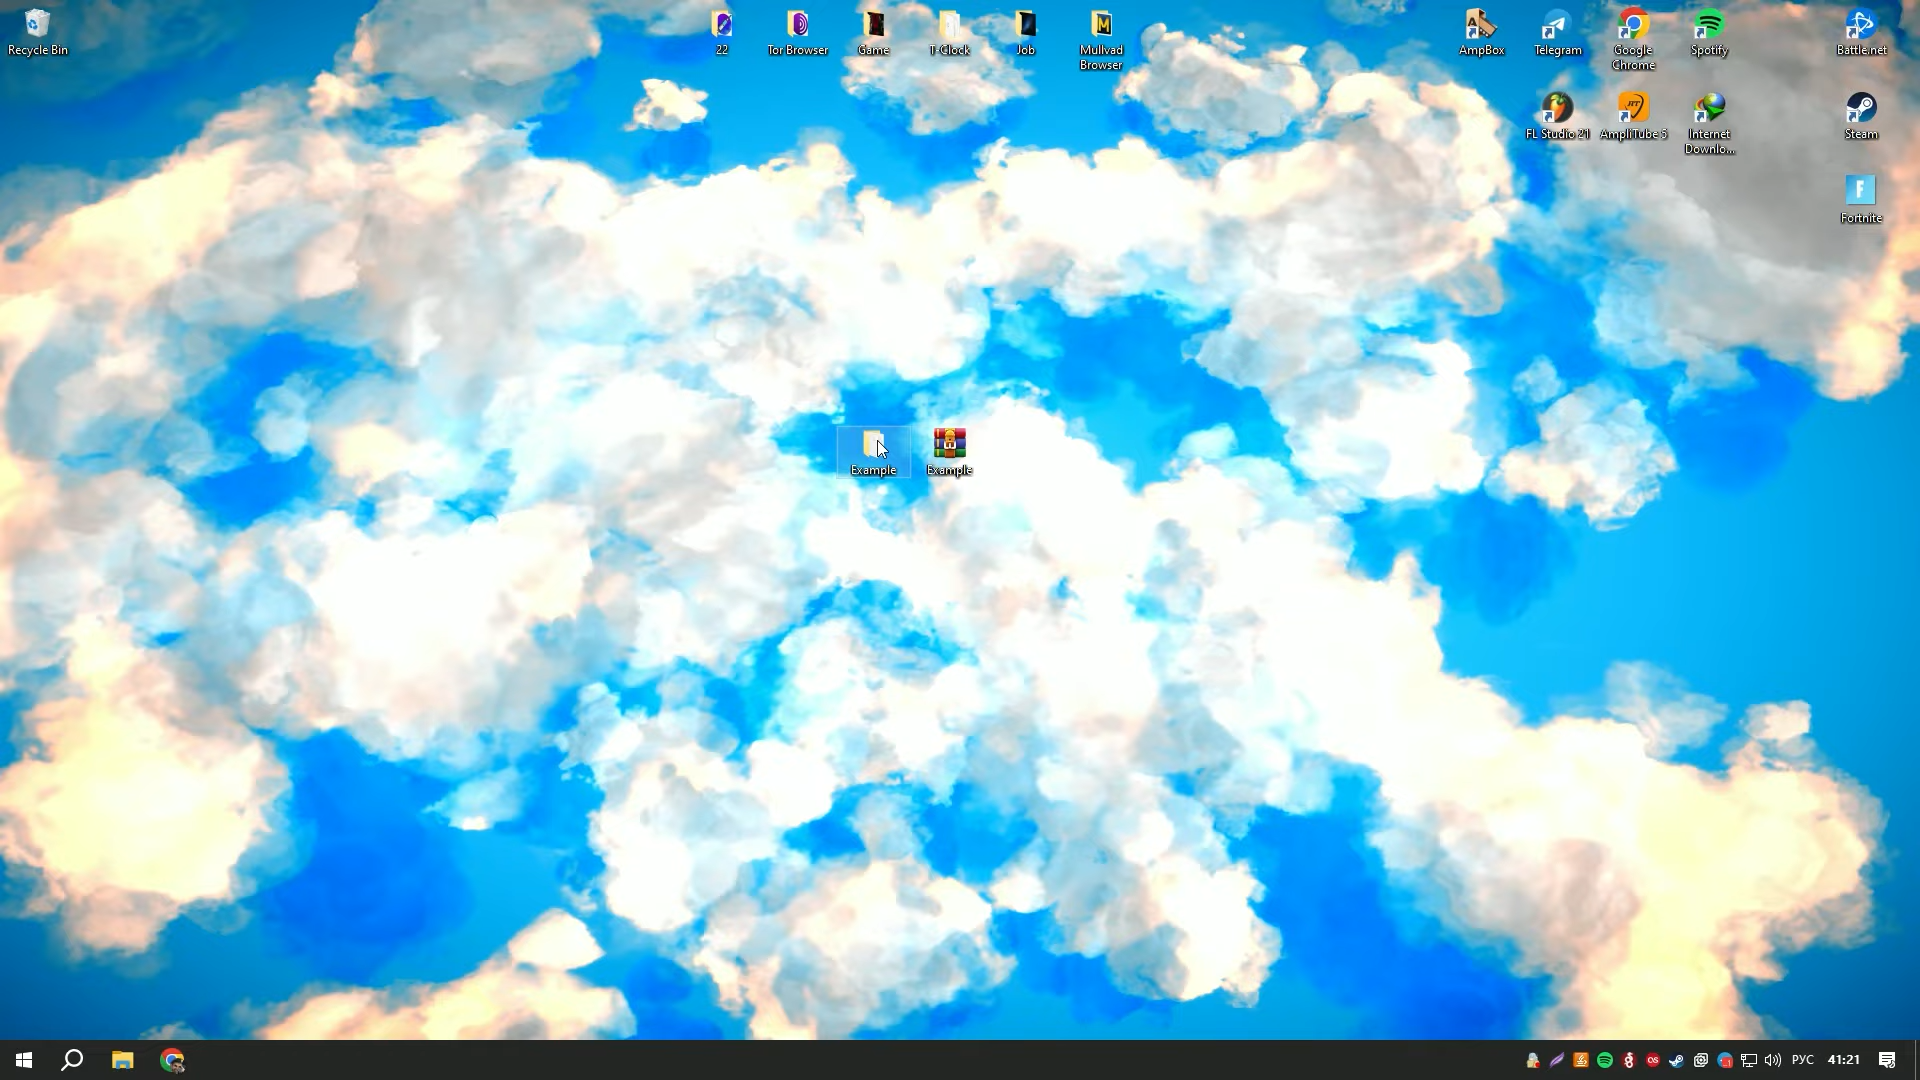 Recycle Bin
22
Tor Browser
Game
T-Clock
Job
Mullvad
Browser
AmpBox
Telegram
Google
Chrome
Spotify
Battle.net
FL Studio 21
AmpliTube 5
Internet
Downlo...
Steam
Fortnite
Example
Example
РУС
41:21